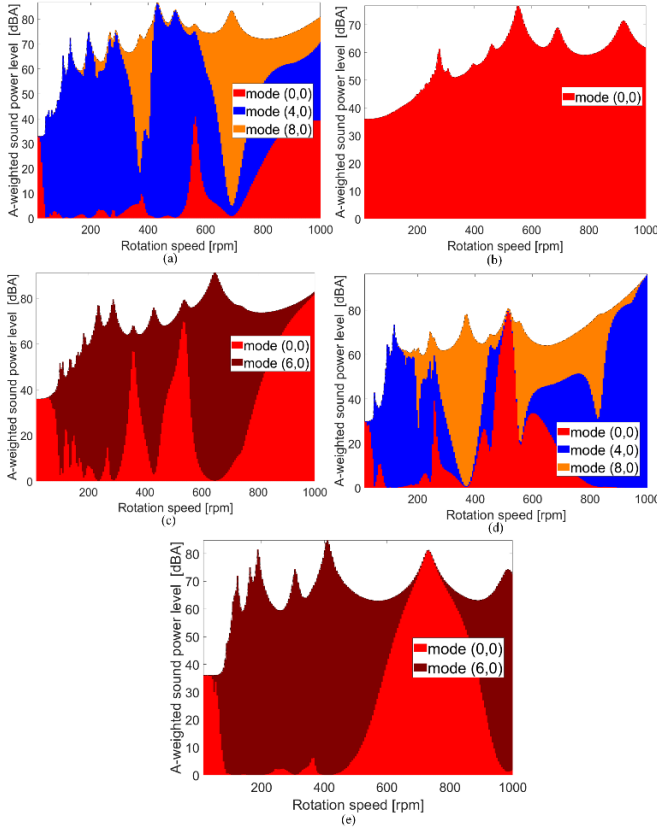 A-weighted sound power level [dBA]
80
70
60
50
40
30
20
10
0
mode (0,0)
mode (4,0)
mode (8,0)
200 400 600 800 1000
Rotation speed [rpm]
(a)
A-weighted sound power level [dBA]
70
60
50
40
30
20
10
0
mode (0,0)
200 400 600 800 1000
Rotation speed [rpm]
(b)
A-weighted sound power level [dBA]
80
60
40
20
0
mode (0,0)
mode (6,0)
200 400 600 800 1000
Rotation speed [rpm]
(c)
A-weighted sound power level [dBA]
80
60
40
20
0
mode (0,0)
mode (4,0)
mode (8,0)
200 400 600 800 1000
Rotation speed [rpm]
(d)
A-weighted sound power level [dBA]
80
70
60
50
40
30
20
10
0
mode (0,0)
mode (6,0)
200 400 600 800 1000
Rotation speed [rpm]
(e)